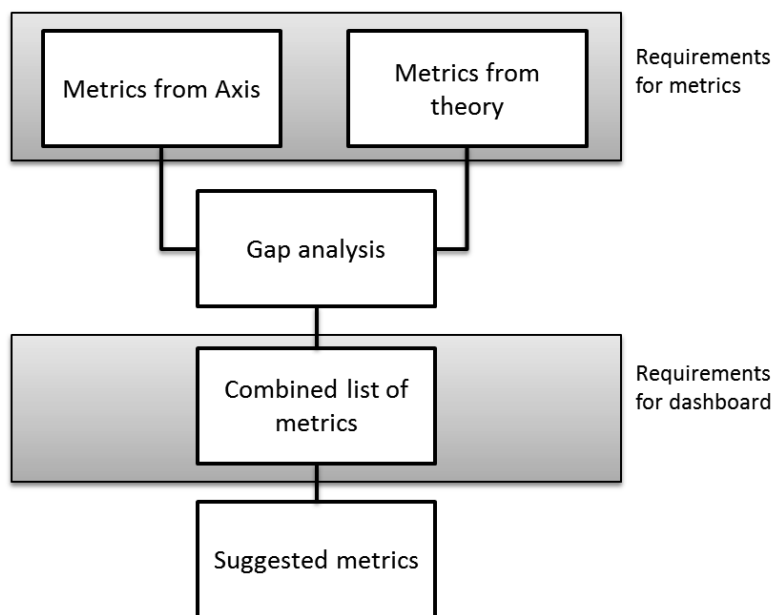 Metrics from Axis
Metrics from
theory
Requirements
for metrics
Gap analysis
Combined list of
metrics
Requirements
for dashboard
Suggested metrics